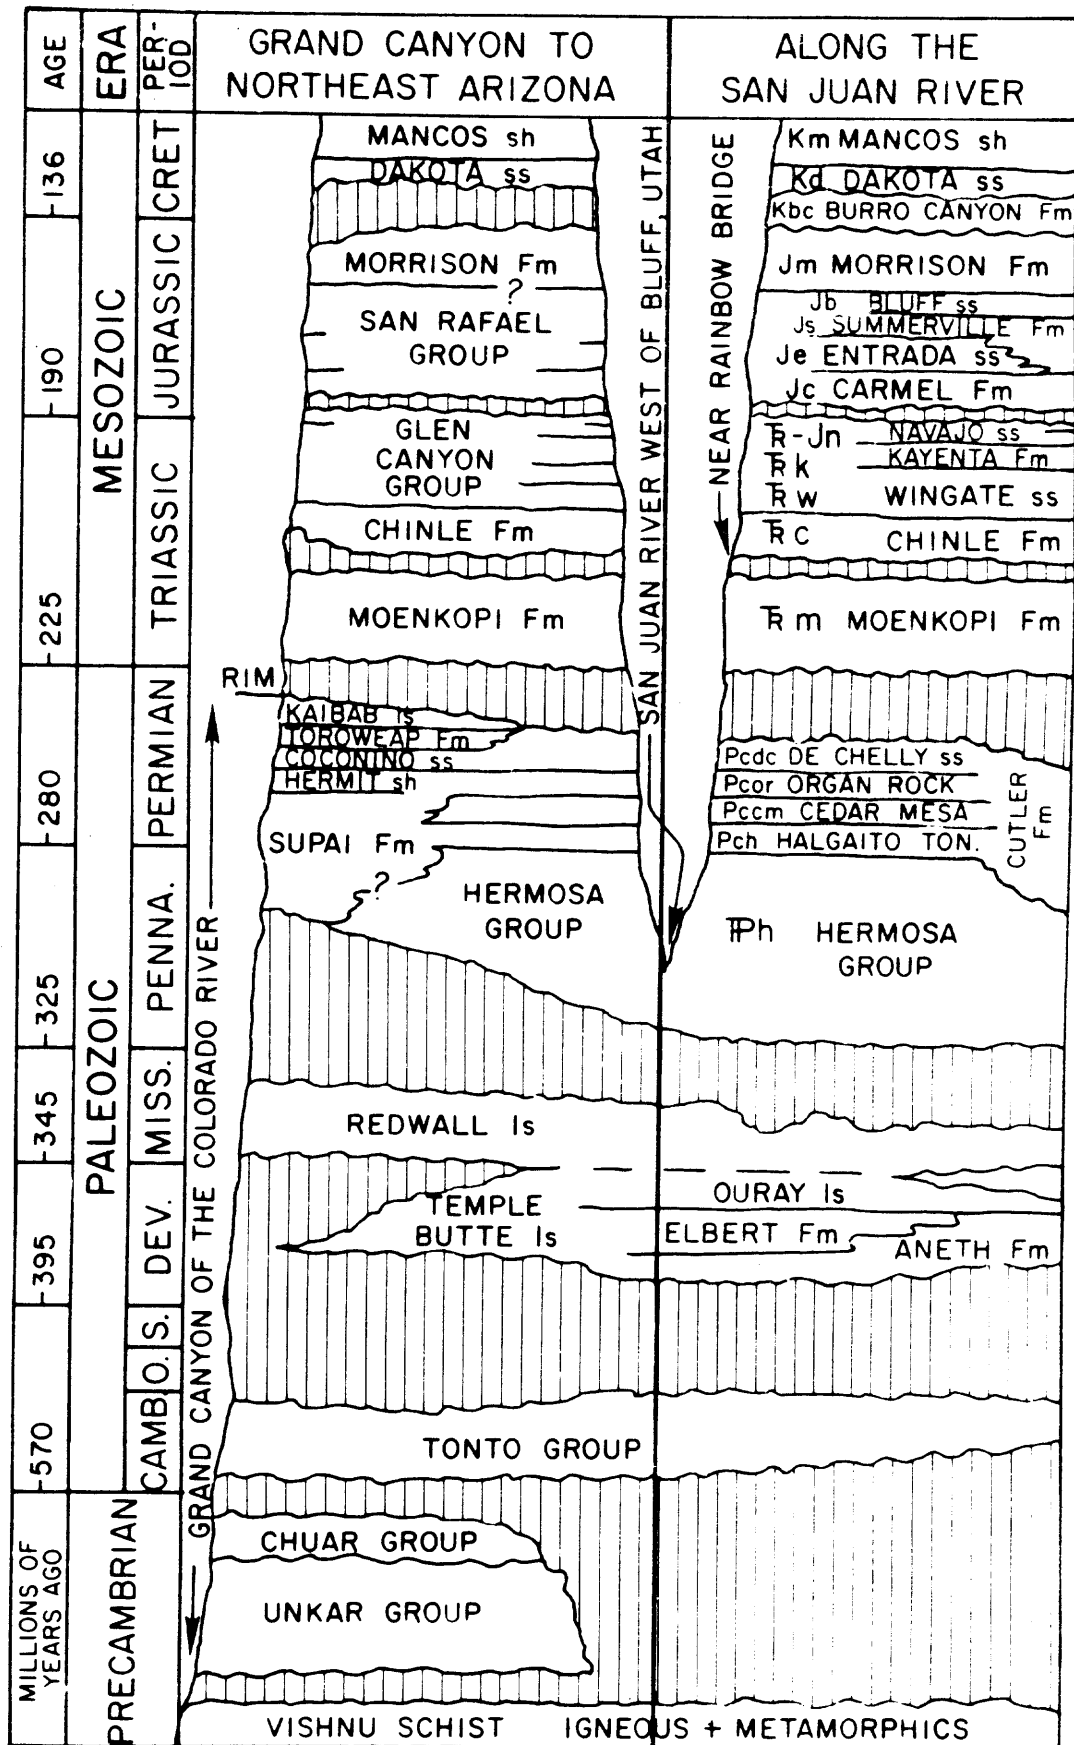 AGE
ERA
PER-
IOD
GRAND CANYON TO
NORTHEAST ARIZONA
ALONG THE
SAN JUAN RIVER
-136
-190
-225
-280
-325
-345
-395
-570
MILLIONS OF
YEARS AGO
MESOZOIC
PALEOZOIC
PRECAMBRIAN
CRET
JURASSIC
TRIASSIC
PERMIAN
PENNA.
MISS.
DEV.
S.
O.
CAMB.
GRAND CANYON OF THE COLORADO RIVER
RIM
MANCOS sh
DAKOTA ss
MORRISON Fm
?
SAN RAFAEL
GROUP
GLEN
CANYON
GROUP
CHINLE Fm
MOENKOPI Fm
KAIBAB ls
TOROWEAP Fm
COCONINO ss
HERMIT sh
SUPAI Fm
?
HERMOSA
GROUP
REDWALL ls
TEMPLE
BUTTE ls
TONTO GROUP
CHUAR GROUP
UNKAR GROUP
VISHNU SCHIST IGNEOUS + METAMORPHICS
SAN JUAN RIVER WEST OF BLUFF, UTAH
NEAR RAINBOW BRIDGE
Km MANCOS sh
Kd DAKOTA ss
Kbc BURRO CANYON Fm
Jm MORRISON Fm
Jb BLUFF ss
Js SUMMERVILLE Fm
Je ENTRADA ss
Jc CARMEL Fm
TR-Jn NAVAJO ss
TRk KAYENTA Fm
TRw WINGATE ss
TRc CHINLE Fm
TRm MOENKOPI Fm
Pcdc DE CHELLY ss
Pcor ORGAN ROCK
Pccm CEDAR MESA
Pch HALGAITO TON.
CUTLER
Fm
IPh HERMOSA
GROUP
OURAY ls
ELBERT Fm
ANETH Fm